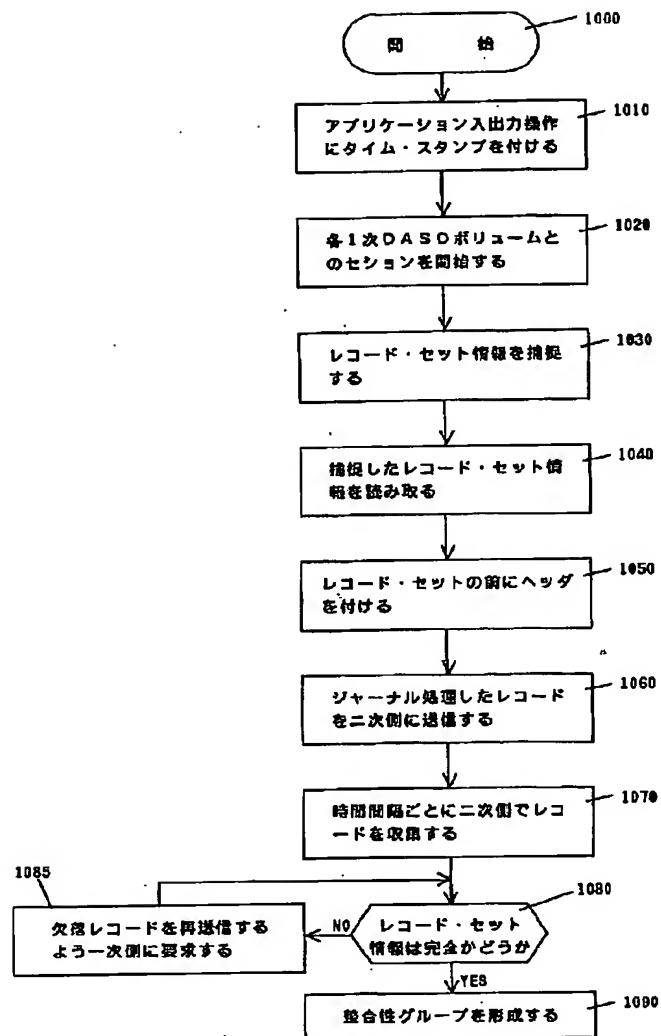 開 始
1000
アプリケーション入出力操作
にタイム・スタンプを付ける
1010
各1次DASDボリュームと
のセションを開始する
1020
レコード・セット情報を捕捉
する
1030
捕捉したレコード・セット情
報を読み取る
1040
レコード・セットの前にヘッダ
を付ける
1050
ジャーナル処理したレコード
を二次側に送信する
1060
時間間隔ごとに二次側でレコ
ードを収集する
1070
レコード・セット
情報は完全かどうか
1080
NO
欠落レコードを再送信する
よう一次側に要求する
1085
YES
整合性グループを形成する
1090